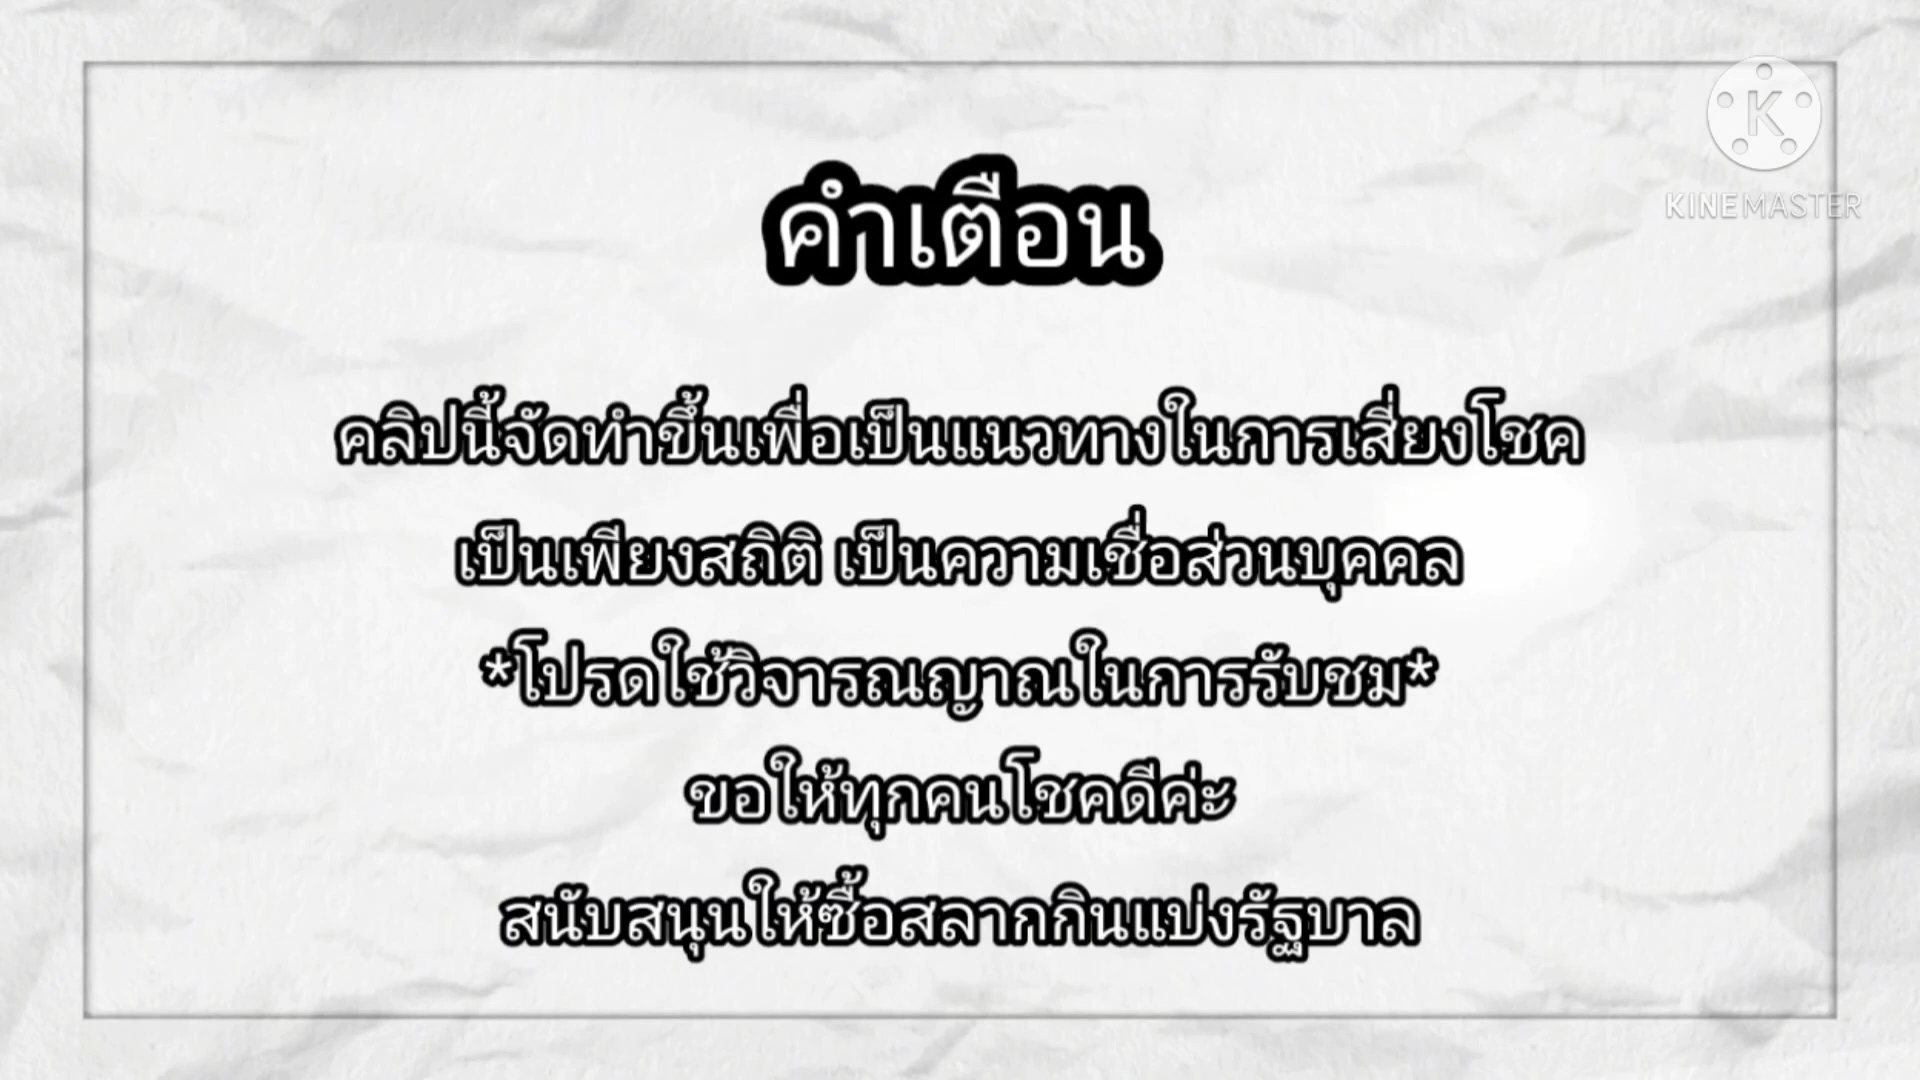 KINEMASTER
คำเตือน
คลิปนี้จัดทำขึ้นเพื่อเป็นแนวทางในการเสี่ยงโชค
เป็นเพียงสถิติ เป็นความเชื่อส่วนบุคคล
*โปรดใช้วิจารณญาณในการรับชม*
ขอให้ทุกคนโชคดีค่ะ
สนับสนุนให้ซื้อสลากกินแบ่งรัฐบาล